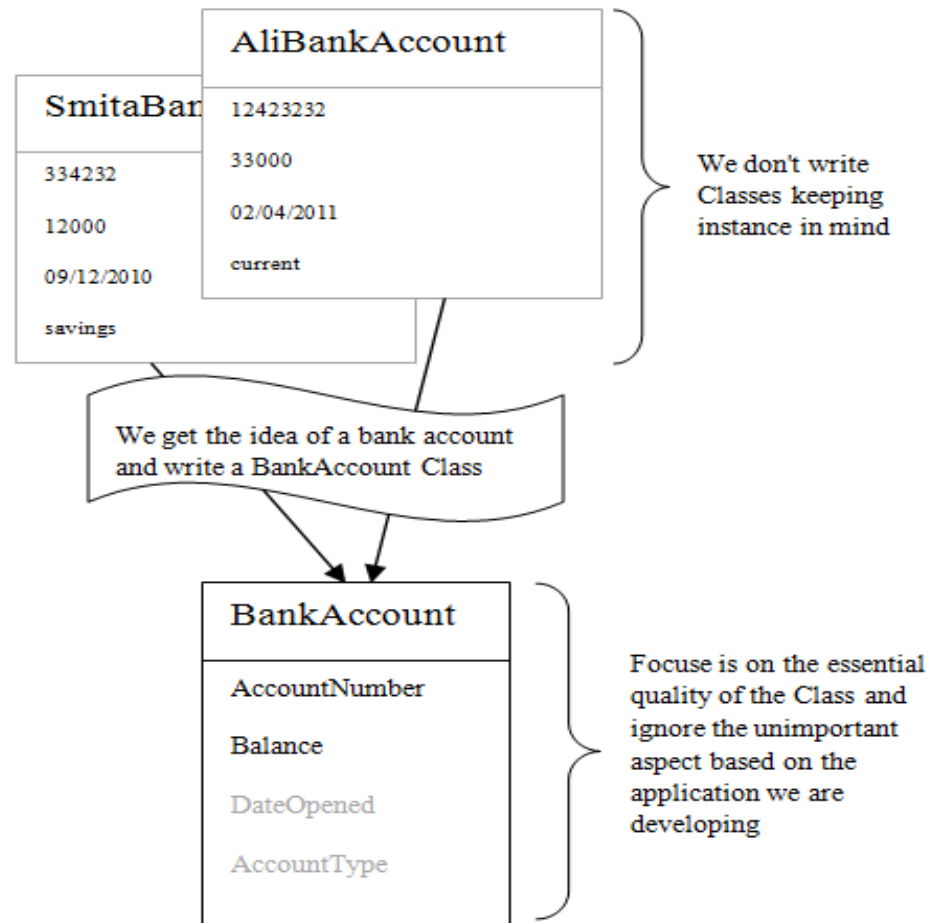 AliBankAccount
12423232
33000
02/04/2011
current
SmitaBan
334232
12000
09/12/2010
savings
We don't write
Classes keeping
instance in mind
We get the idea of a bank account
and write a BankAccount Class
BankAccount
AccountNumber
Balance
DateOpened
AccountType
Focuse is on the essential
quality of the Class and
ignore the unimportant
aspect based on the
application we are
developing